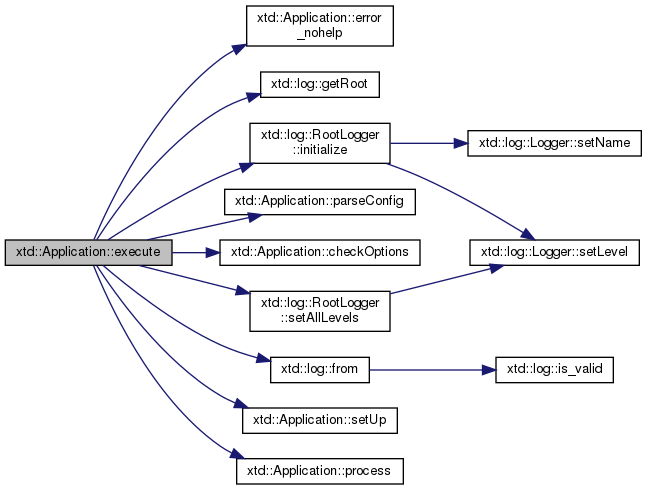 xtd::Application::execute
xtd::Application::error
_nohelp
xtd::log::getRoot
xtd::log::RootLogger
::initialize
xtd::log::Logger::setName
xtd::Application::parseConfig
xtd::Application::checkOptions
xtd::log::Logger::setLevel
xtd::log::RootLogger
::setAllLevels
xtd::log::from
xtd::log::is_valid
xtd::Application::setUp
xtd::Application::process